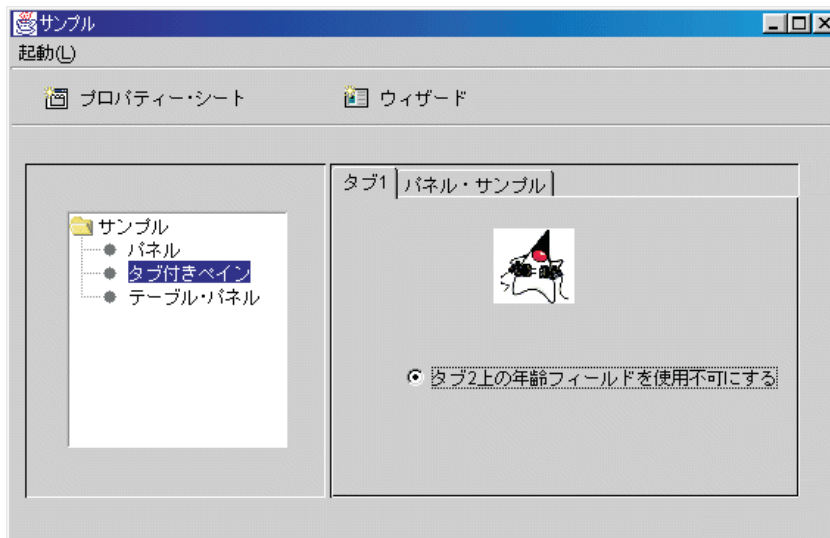 サンプル
起動(L)
プロパティー・シート
ウィザード
タブ1
パネル・サンプル
サンプル
パネル
タブ付きペイン
テーブル・パネル
タブ2上の年齢フィールドを使用不可にする